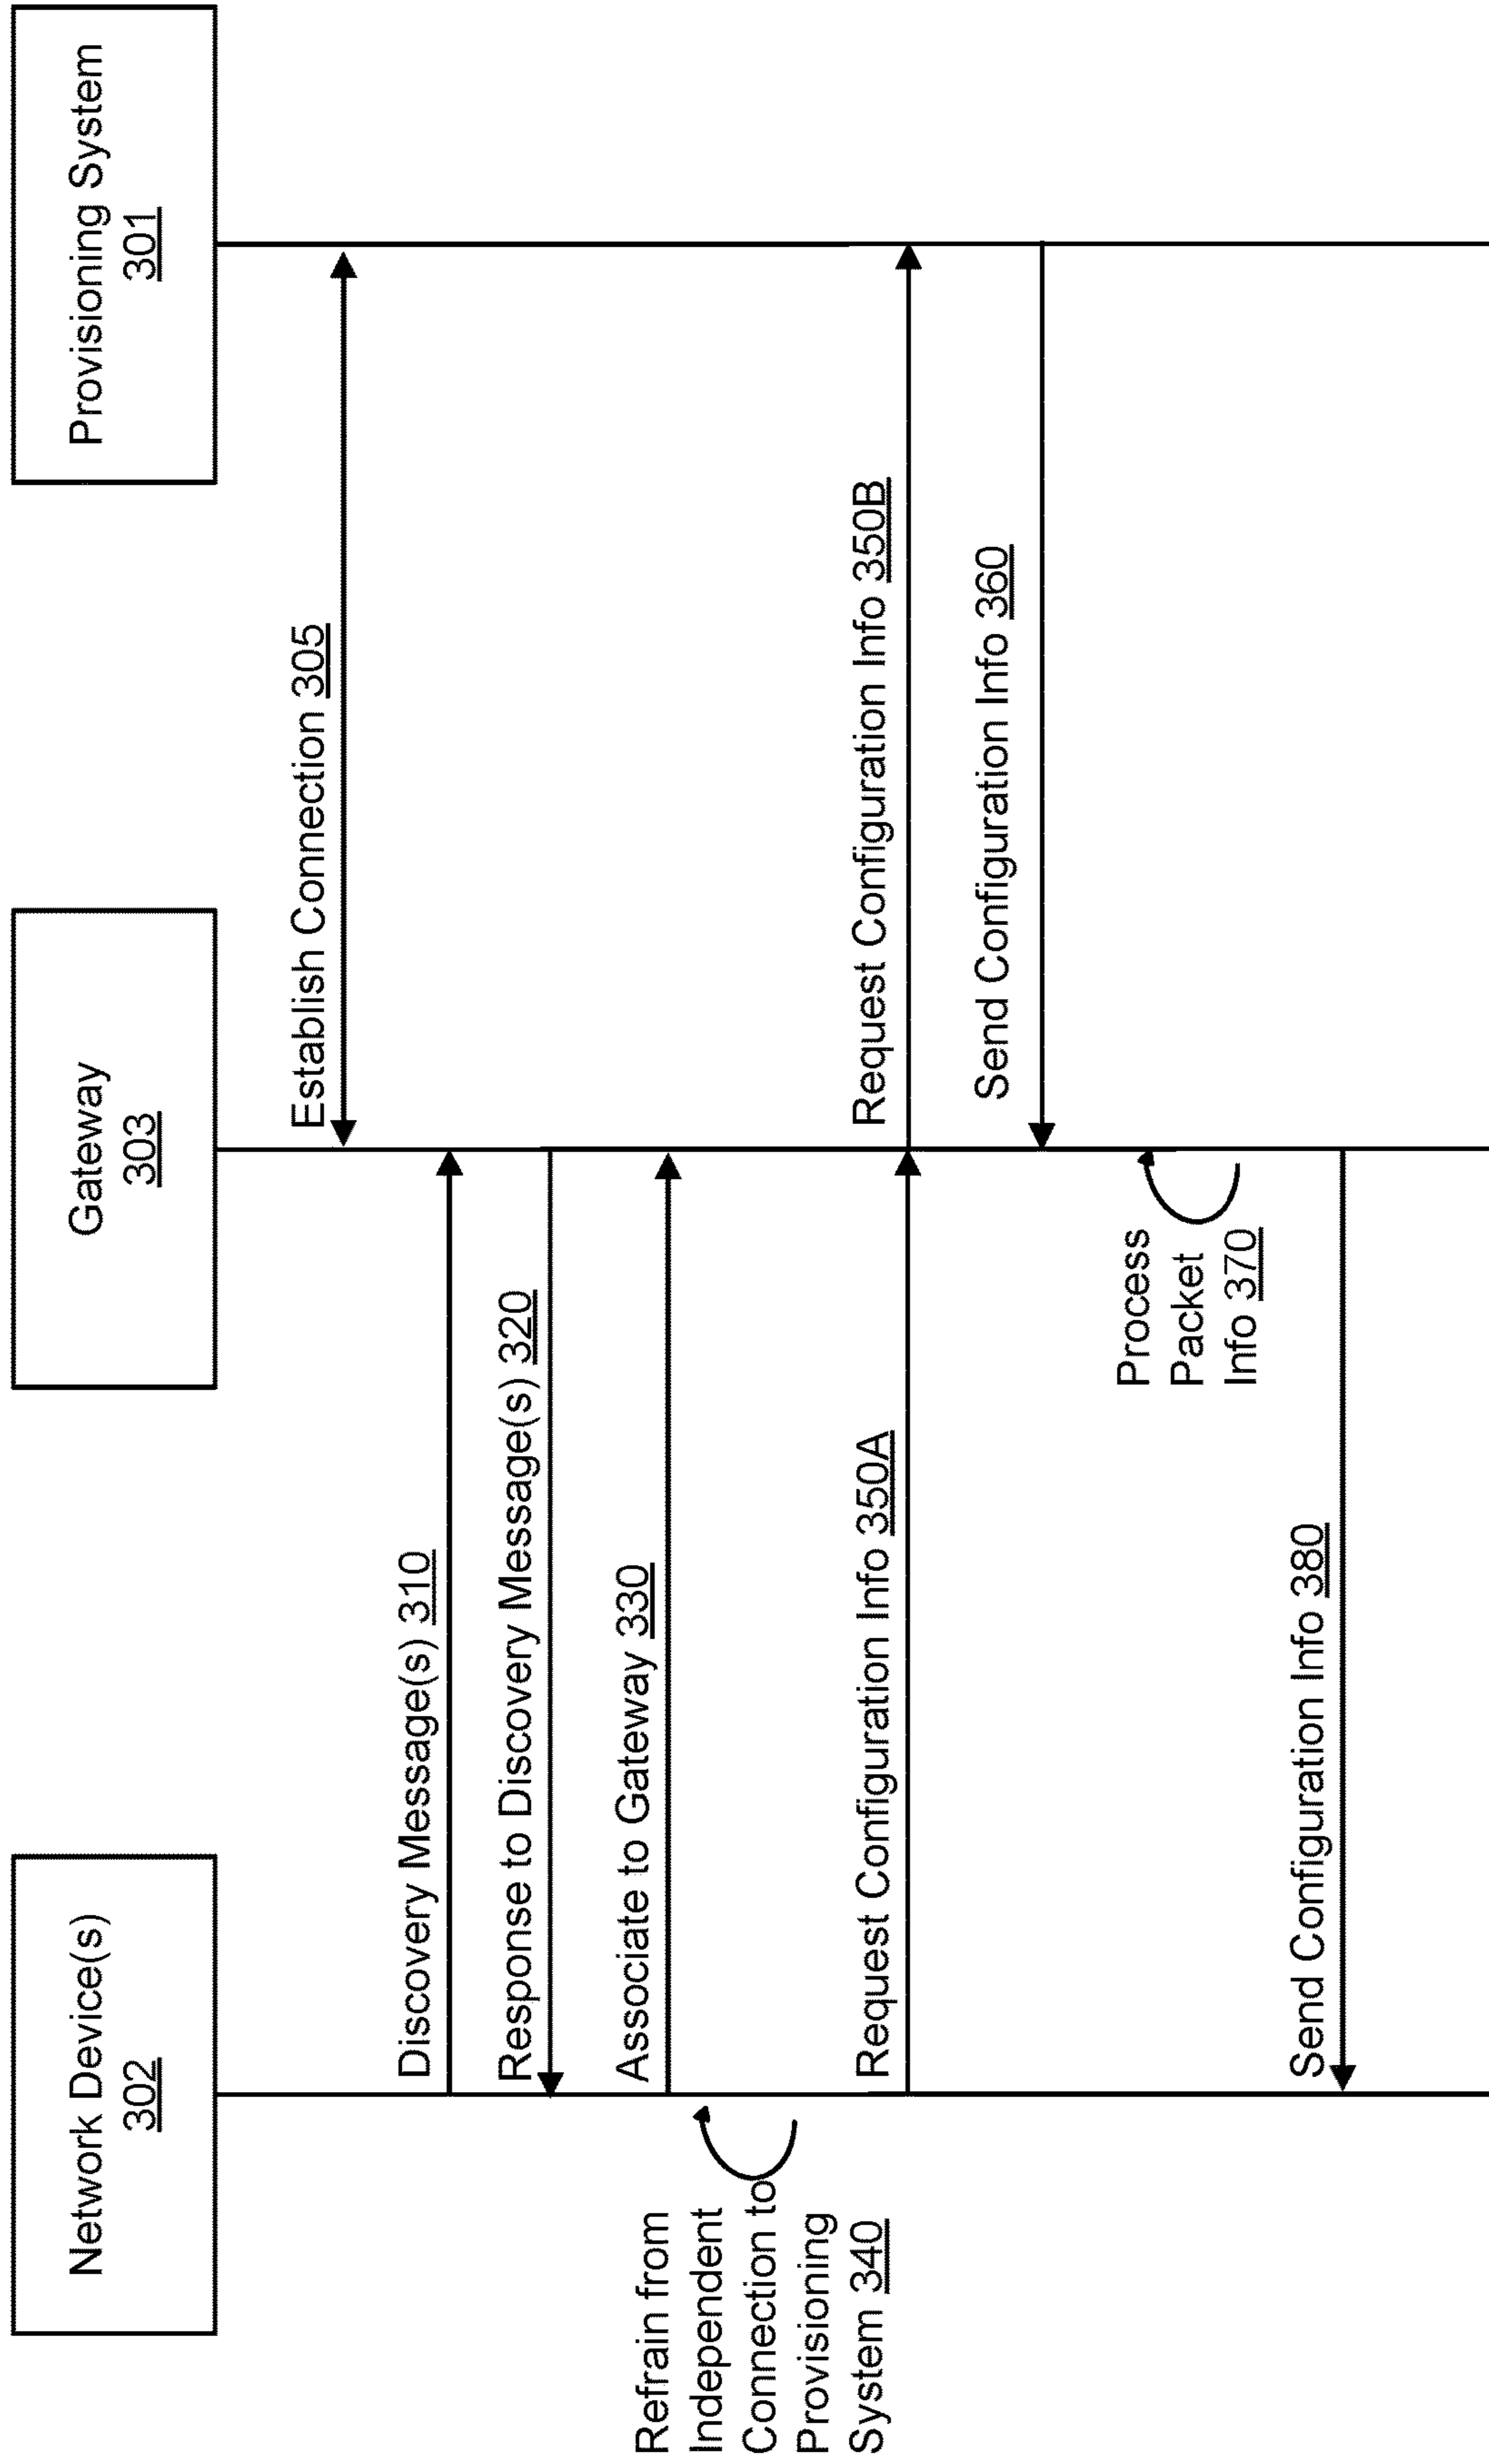 Network Device(s)
302
Gateway
303
Provisioning System
301
Establish Connection 305
Discovery Message(s) 310
Response to Discovery Message(s) 320
Associate to Gateway 330
Refrain from
Independent
Connection to
Provisioning
System 340
Request Configuration Info 350A
Request Configuration Info 350B
Send Configuration Info 360
Process
Packet
Info 370
Send Configuration Info 380